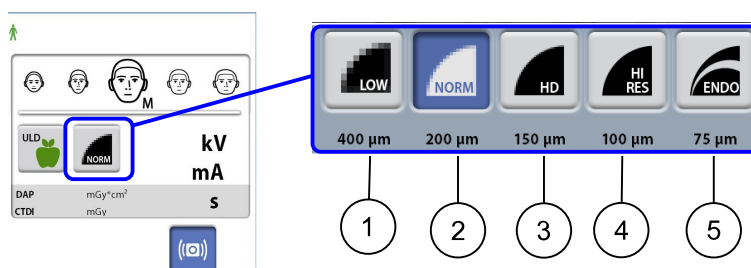 M
ULD
NORM
kV
mA
DAP mGy*cm²
CTDI mGy
s
LOW
NORM
HD
HI
RES
ENDO
400 µm 200 µm 150 µm 100 µm 75 µm
1 2 3 4 5